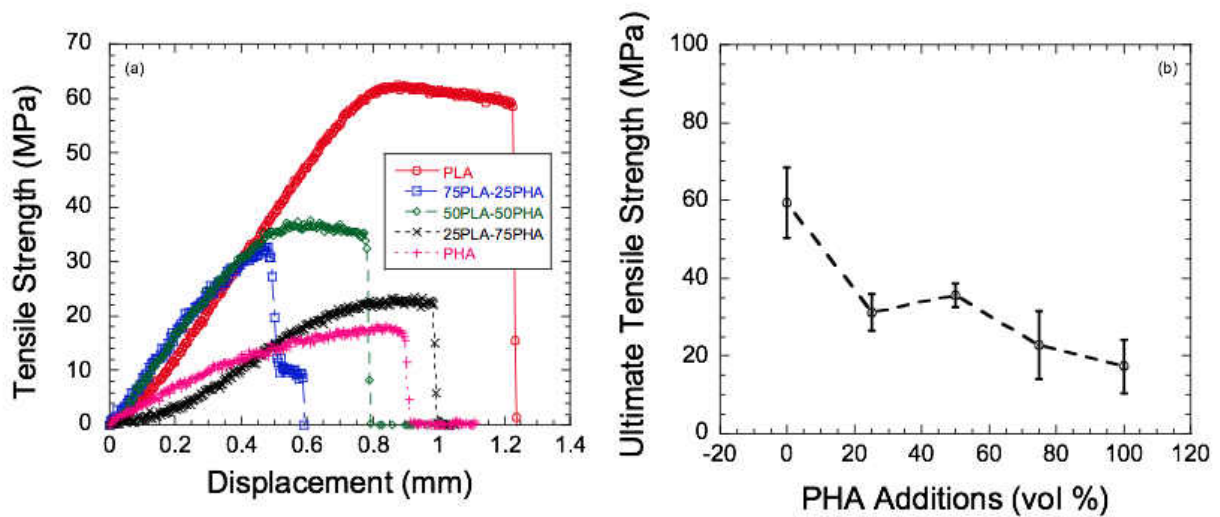 Tensile Strength (MPa)
70
60
50
40
30
20
10
0
(a)
PLA
75PLA-25PHA
50PLA-50PHA
25PLA-75PHA
PHA
0 0.2 0.4 0.6 0.8 1 1.2 1.4
Displacement (mm)
Ultimate Tensile Strength (MPa)
100
80
60
40
20
0
(b)
-20 0 20 40 60 80 100 120
PHA Additions (vol %)